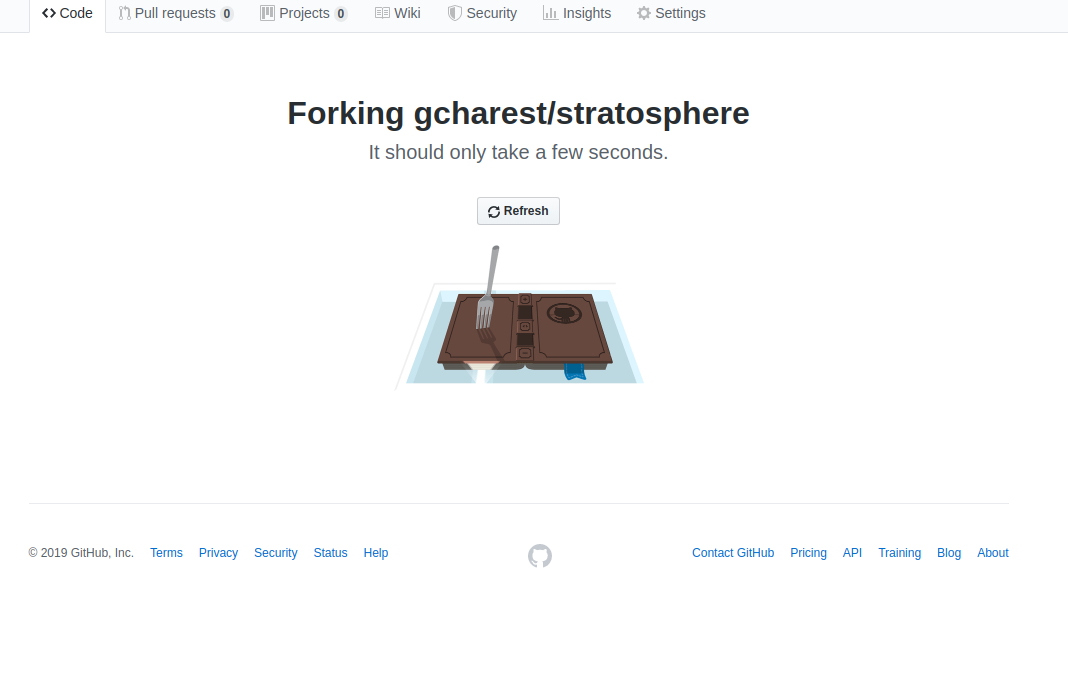 Code Pull requests 0 Projects 0 Wiki Security Insights Settings
Forking gcharest/stratosphere
It should only take a few seconds.
Refresh
© 2019 GitHub, Inc. Terms Privacy Security Status Help Contact GitHub Pricing API Training Blog About